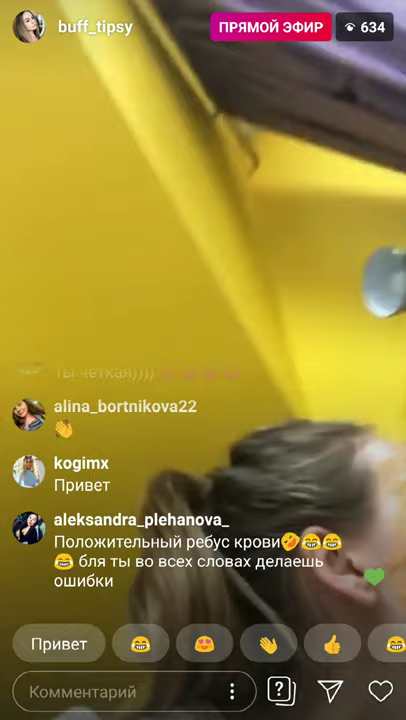 buff_tipsy
ПРЯМОЙ ЭФИР
634
alina_bortnikova22
👋
kogimx
Привет
aleksandra_plehanova_
Положительный ребус крови🤣😂😂
😂 бля ты во всех словах делаешь
ошибки
Привет
Комментарий